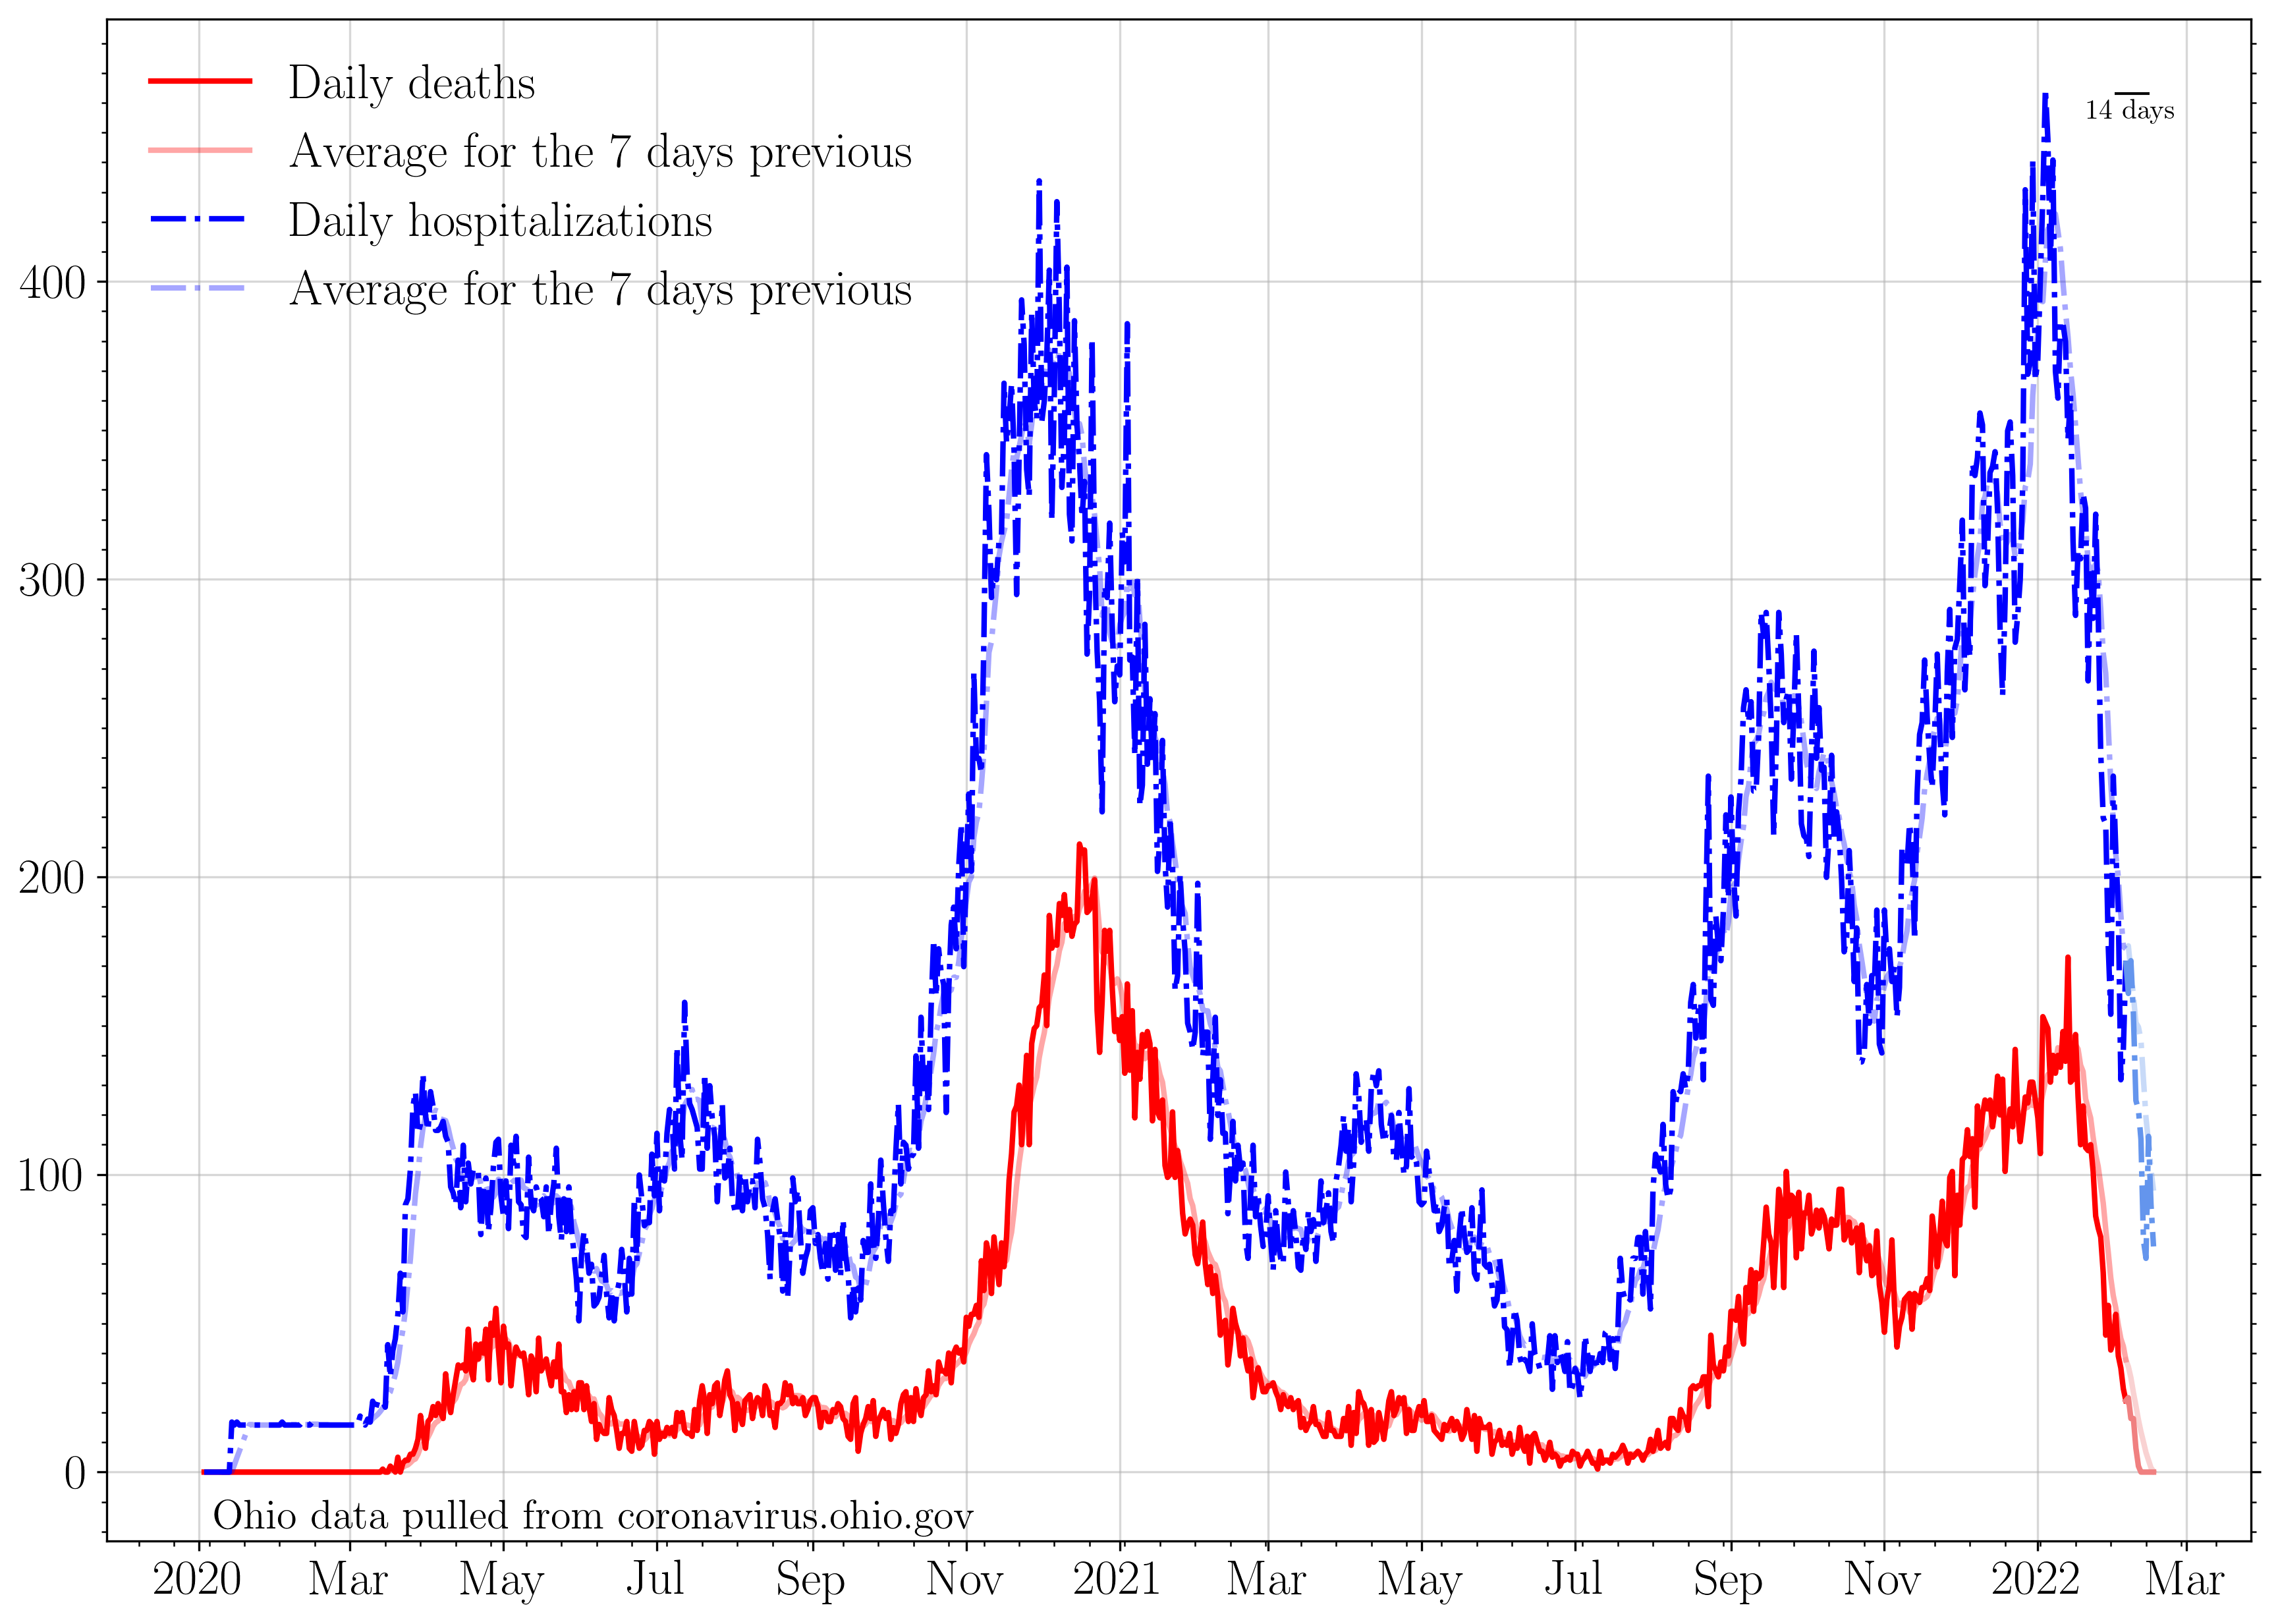 Daily deaths
Average for the 7 days previous
Daily hospitalizations
Average for the 7 days previous
14 days
400
300
200
100
0
Ohio data pulled from coronavirus.ohio.gov
2020 Mar May Jul Sep Nov 2021 Mar May Jul Sep Nov 2022 Mar